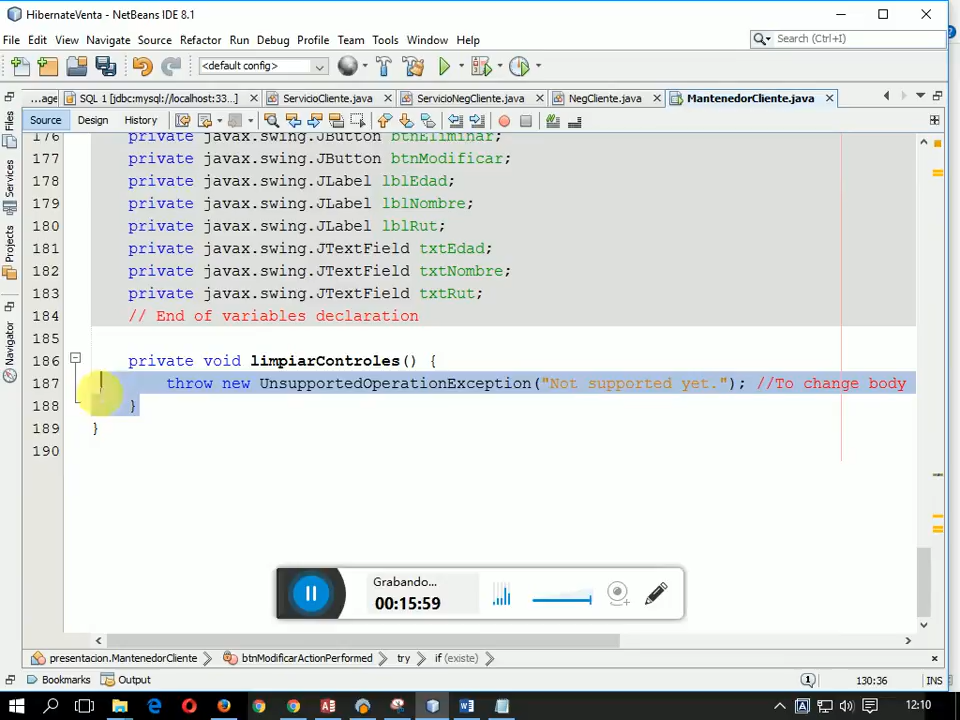 HibernateVenta - NetBeans IDE 8.1
File Edit View Navigate Source Refactor Run Debug Profile Team Tools Window Help
Search (Ctrl+I)
<default config>
...age SQL 1 [jdbc:mysql://localhost:33...] ServicioCliente.java ServicioNegCliente.java NegCliente.java MantenedorCliente.java
Source Design History
Files
Services
Projects
Navigator
176 private javax.swing.JButton btnEliminar;
177 private javax.swing.JButton btnModificar;
178 private javax.swing.JLabel lblEdad;
179 private javax.swing.JLabel lblNombre;
180 private javax.swing.JLabel lblRut;
181 private javax.swing.JTextField txtEdad;
182 private javax.swing.JTextField txtNombre;
183 private javax.swing.JTextField txtRut;
184 // End of variables declaration
185
186 private void limpiarControles() {
187 throw new UnsupportedOperationException("Not supported yet."); //To change body
188 }
189 }
190
Grabando...
00:15:59
presentacion.MantenedorCliente btnModificarActionPerformed try if (existe)
Bookmarks Output 130:36 INS
12:10